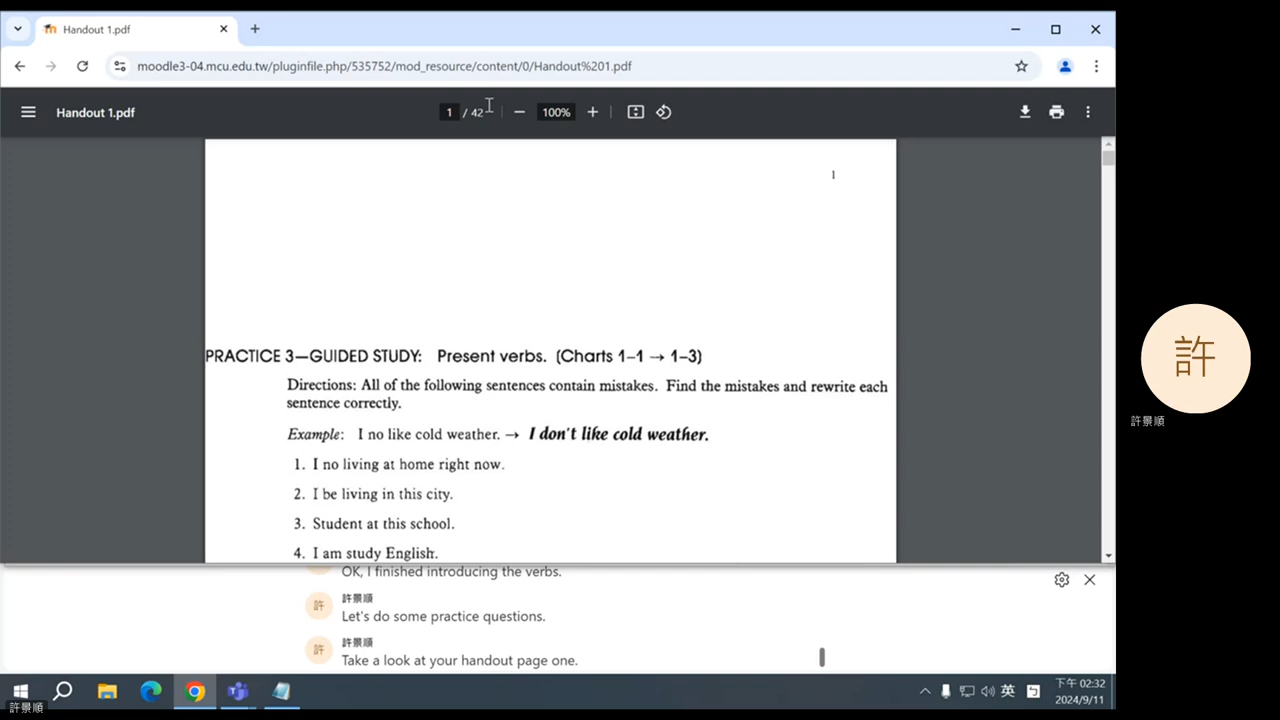 Handout 1.pdf
moodle3-04.mcu.edu.tw/pluginfile.php/535752/mod_resource/content/0/Handout%201.pdf
Handout 1.pdf
1 / 42
100%
1
PRACTICE 3—GUIDED STUDY: Present verbs. (Charts 1–1 → 1–3)
Directions: All of the following sentences contain mistakes. Find the mistakes and rewrite each
sentence correctly.
Example: I no like cold weather. → I don't like cold weather.
1. I no living at home right now.
2. I be living in this city.
3. Student at this school.
4. I am study English.
許
許景順
OK, I finished introducing the verbs.
許
許景順
Let's do some practice questions.
許
許景順
Take a look at your handout page one.
英
下午 02:32
2024/9/11
許景順